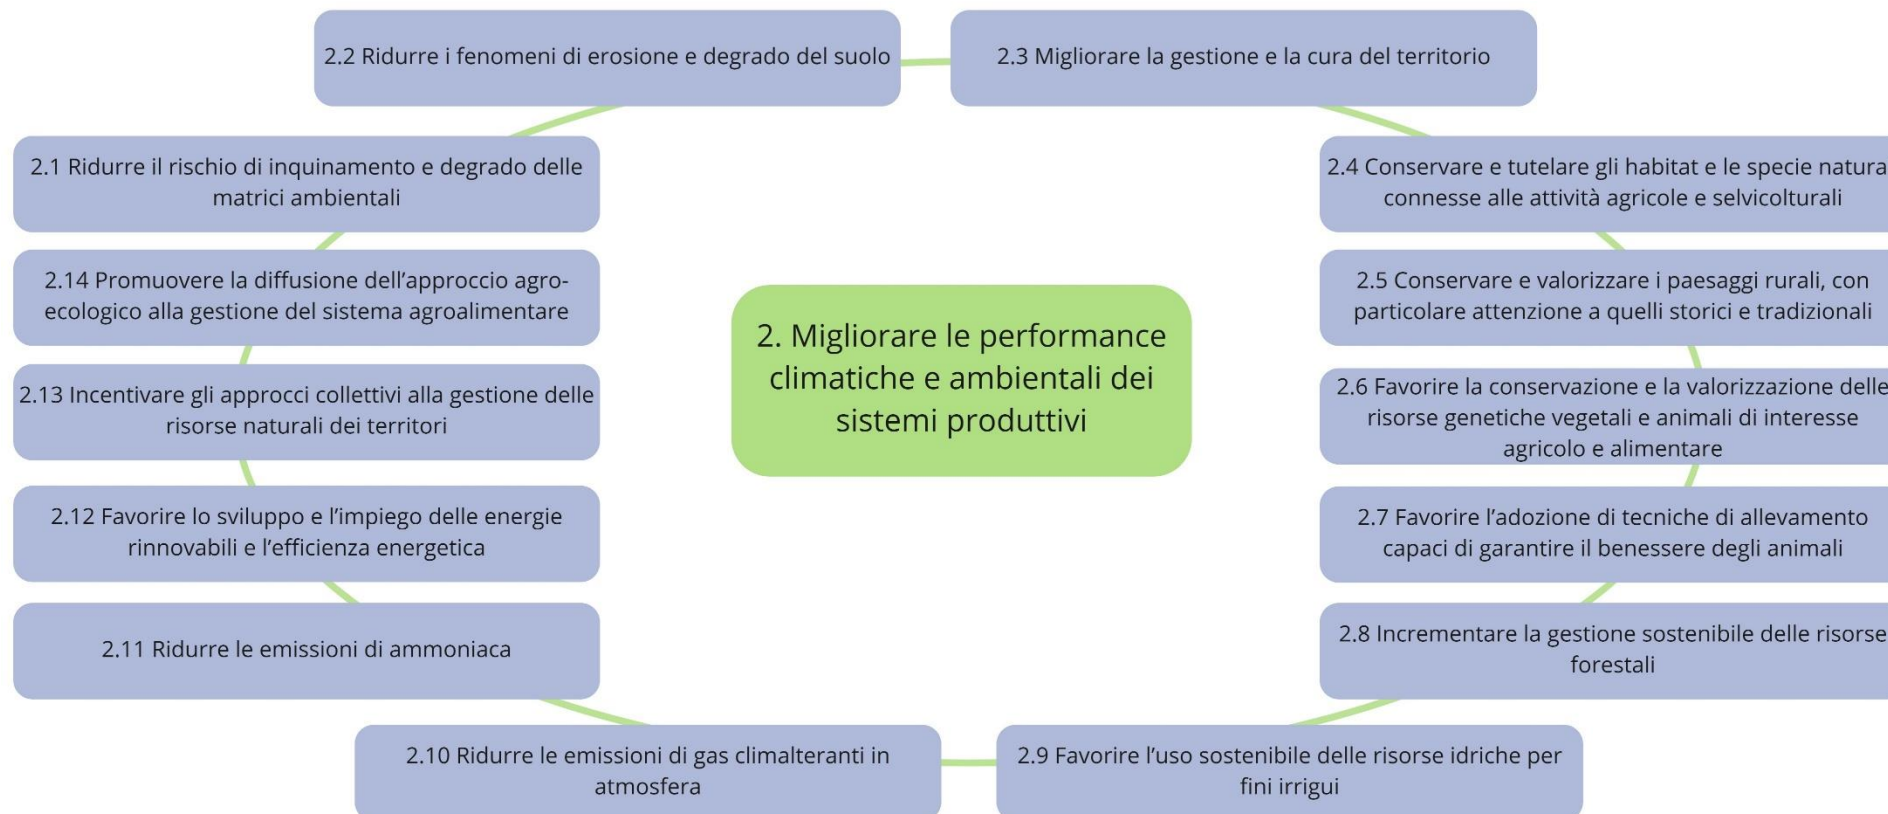 2.2 Ridurre i fenomeni di erosione e degrado del suolo
2.3 Migliorare la gestione e la cura del territorio
2.1 Ridurre il rischio di inquinamento e degrado delle
matrici ambientali
2.4 Conservare e tutelare gli habitat e le specie natura
connesse alle attività agricole e selvicolturali
2.14 Promuovere la diffusione dell’approccio agro-
ecologico alla gestione del sistema agroalimentare
2.5 Conservare e valorizzare i paesaggi rurali, con
particolare attenzione a quelli storici e tradizionali
2. Migliorare le performance
climatiche e ambientali dei
sistemi produttivi
2.13 Incentivare gli approcci collettivi alla gestione delle
risorse naturali dei territori
2.6 Favorire la conservazione e la valorizzazione delle
risorse genetiche vegetali e animali di interesse
agricolo e alimentare
2.12 Favorire lo sviluppo e l’impiego delle energie
rinnovabili e l’efficienza energetica
2.7 Favorire l’adozione di tecniche di allevamento
capaci di garantire il benessere degli animali
2.11 Ridurre le emissioni di ammoniaca
2.8 Incrementare la gestione sostenibile delle risorse
forestali
2.10 Ridurre le emissioni di gas climalteranti in
atmosfera
2.9 Favorire l’uso sostenibile delle risorse idriche per
fini irrigui